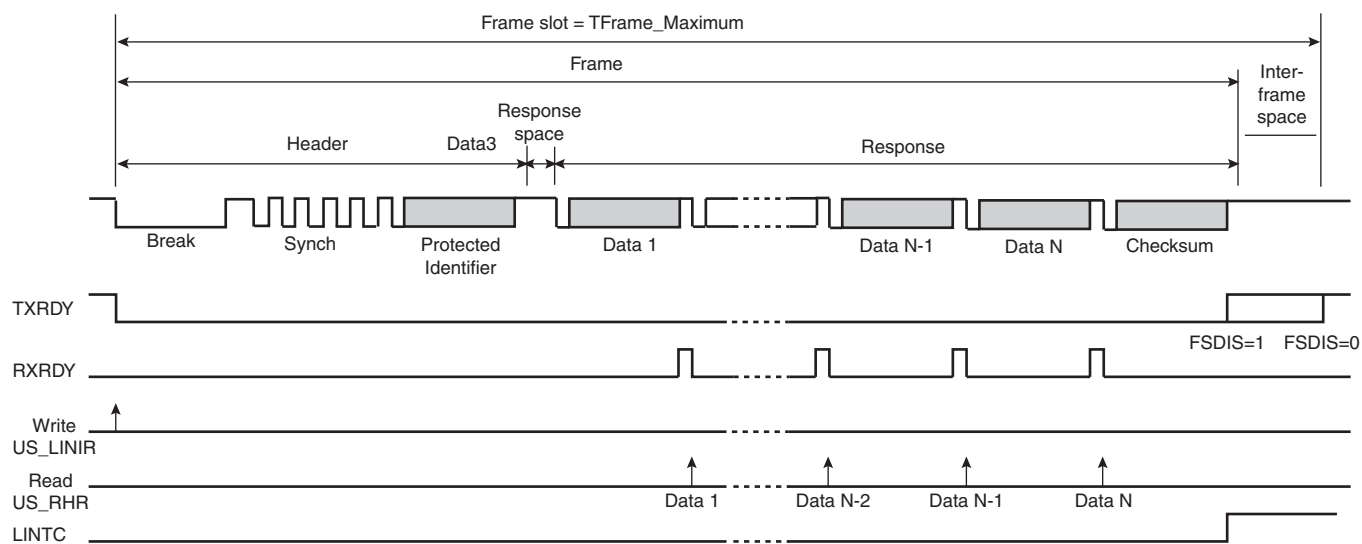 Frame slot = TFrame_Maximum
Frame
Inter-
frame
space
Response
space
Header
Data3
Response
Break
Synch
Protected
Identifier
Data 1
Data N-1
Data N
Checksum
TXRDY
FSDIS=1
FSDIS=0
RXRDY
Write
US_LINIR
Read
US_RHR
Data 1
Data N-2
Data N-1
Data N
LINTC